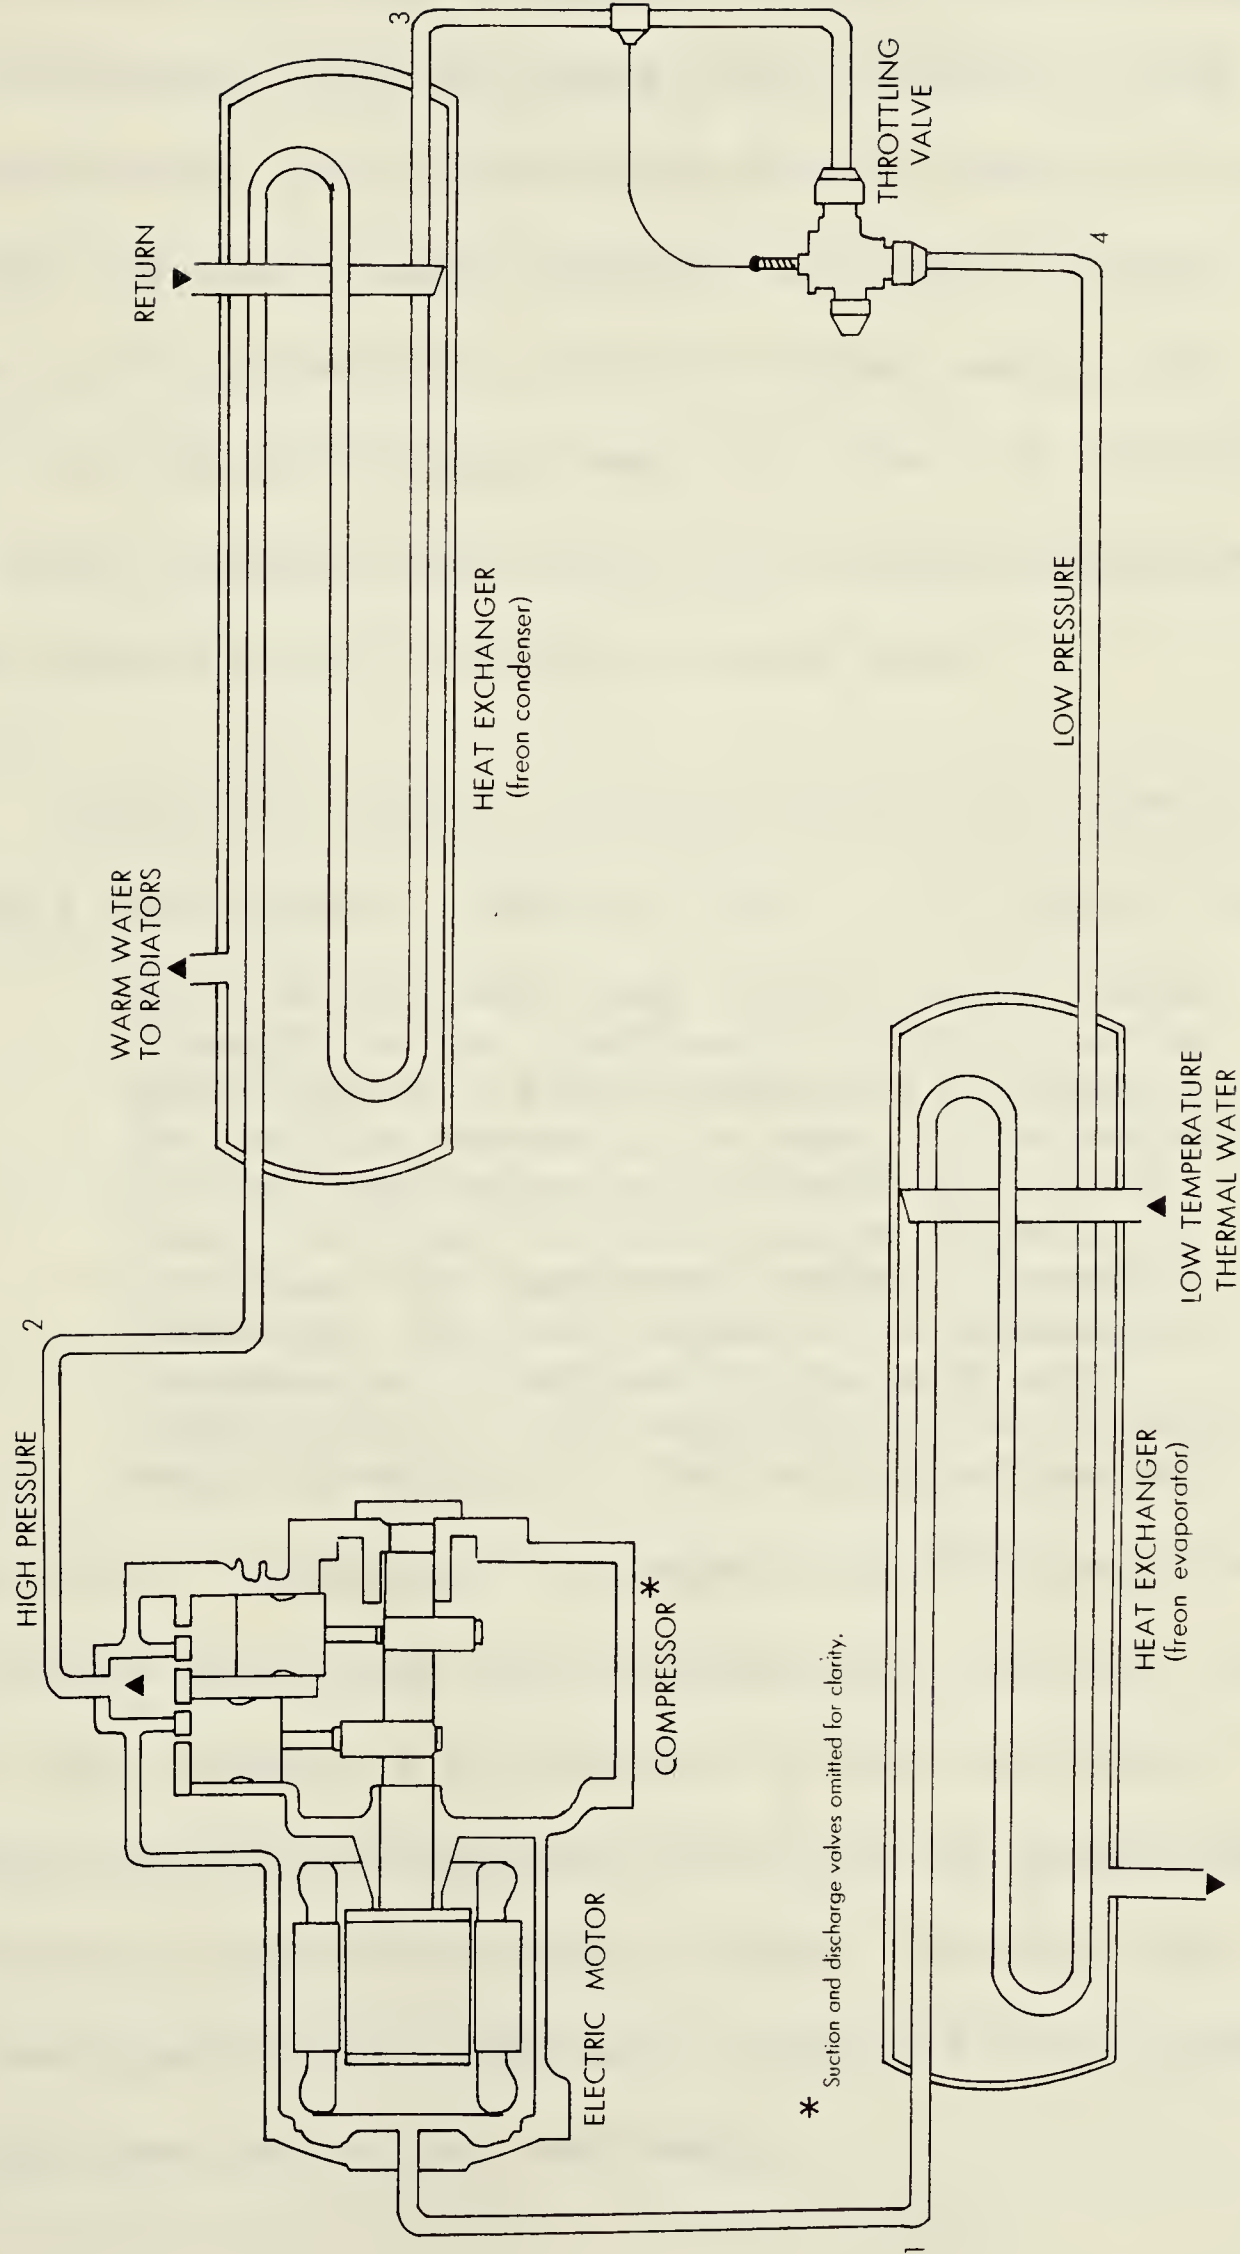 HIGH PRESSURE
2
WARM WATER
TO RADIATORS
RETURN
3
HEAT EXCHANGER
(freon condenser)
THROTTLING
VALVE
4
LOW PRESSURE
ELECTRIC MOTOR
COMPRESSOR*
* Suction and discharge valves omitted for clarity.
1
HEAT EXCHANGER
(freon evaporator)
LOW TEMPERATURE
THERMAL WATER